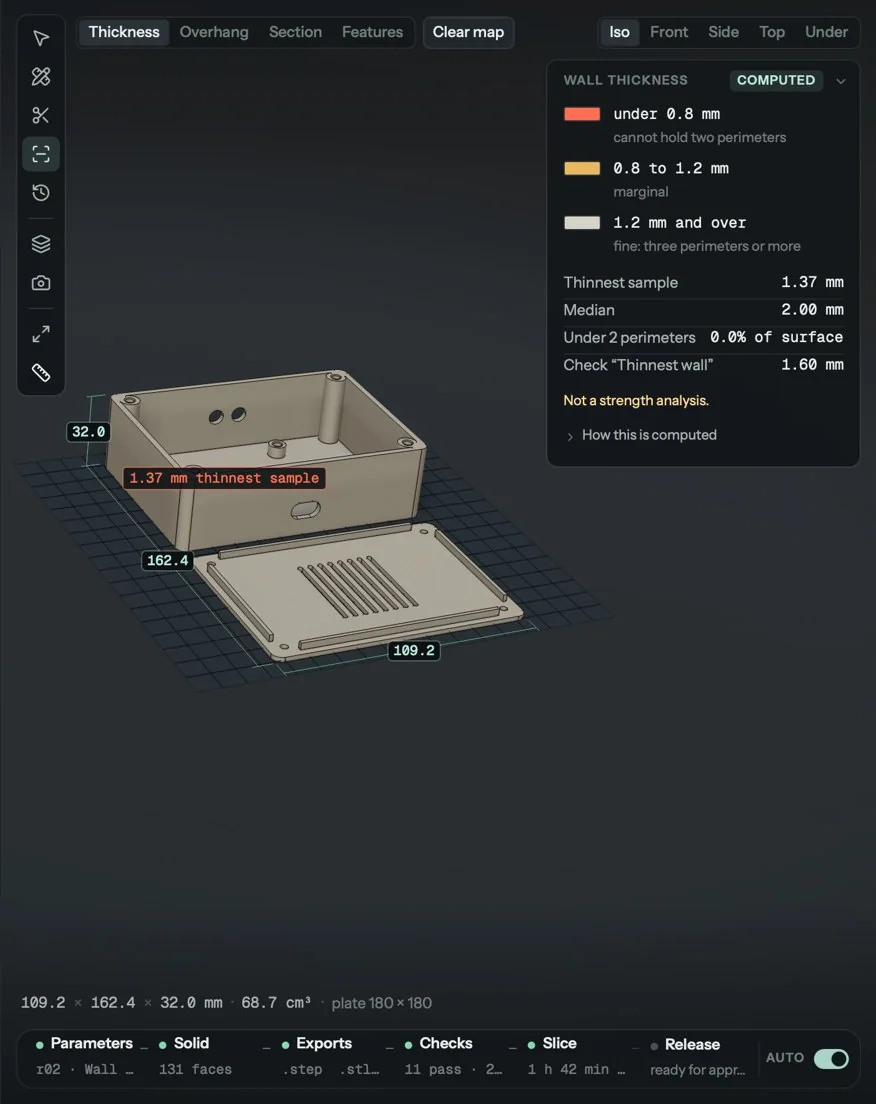 Thickness Overhang Section Features Clear map
Iso Front Side Top Under
WALL THICKNESS COMPUTED
under 0.8 mm
cannot hold two perimeters
0.8 to 1.2 mm
marginal
1.2 mm and over
fine: three perimeters or more
Thinnest sample 1.37 mm
Median 2.00 mm
Under 2 perimeters 0.0% of surface
Check “Thinnest wall” 1.60 mm
Not a strength analysis.
How this is computed
32.0
1.37 mm thinnest sample
162.4
109.2
109.2 × 162.4 × 32.0 mm · 68.7 cm³ · plate 180 × 180
Parameters Solid Exports Checks Slice Release
r02 · Wall … 131 faces .step .stl… 11 pass · 2… 1 h 42 min … ready for appr…
AUTO